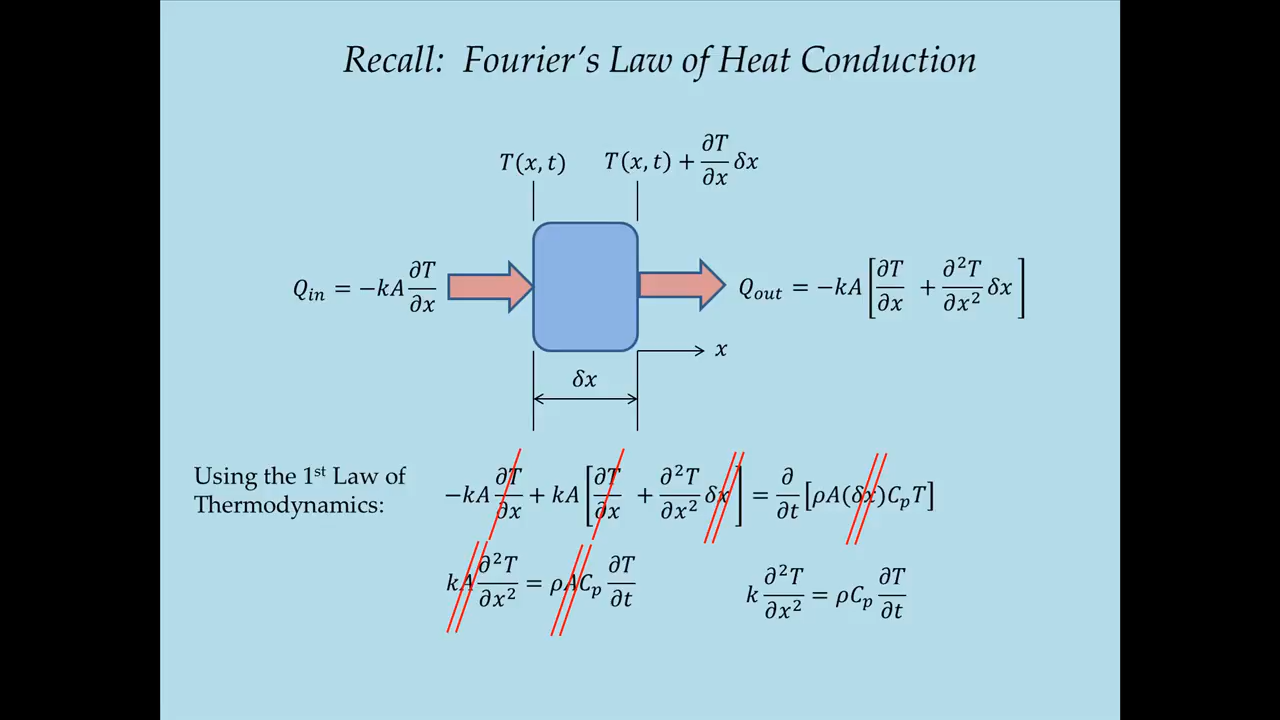 Recall: Fourier’s Law of Heat Conduction
T(x, t)
T(x, t) + ∂T/∂x δx
Q_in = −kA ∂T/∂x
Q_out = −kA [∂T/∂x + ∂²T/∂x² δx]
x
δx
Using the 1st Law of
Thermodynamics:
−kA ∂T/∂x + kA [∂T/∂x + ∂²T/∂x² δx] = ∂/∂t [ρA(δx)C_pT]
kA ∂²T/∂x² = ρAC_p ∂T/∂t
k ∂²T/∂x² = ρC_p ∂T/∂t